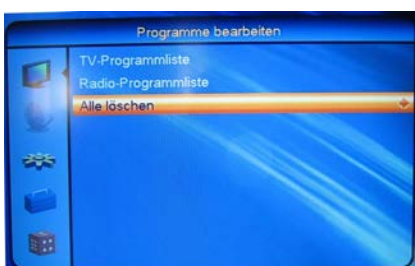 Programme bearbeiten
TV-Programmliste
Radio-Programmliste
Alle löschen